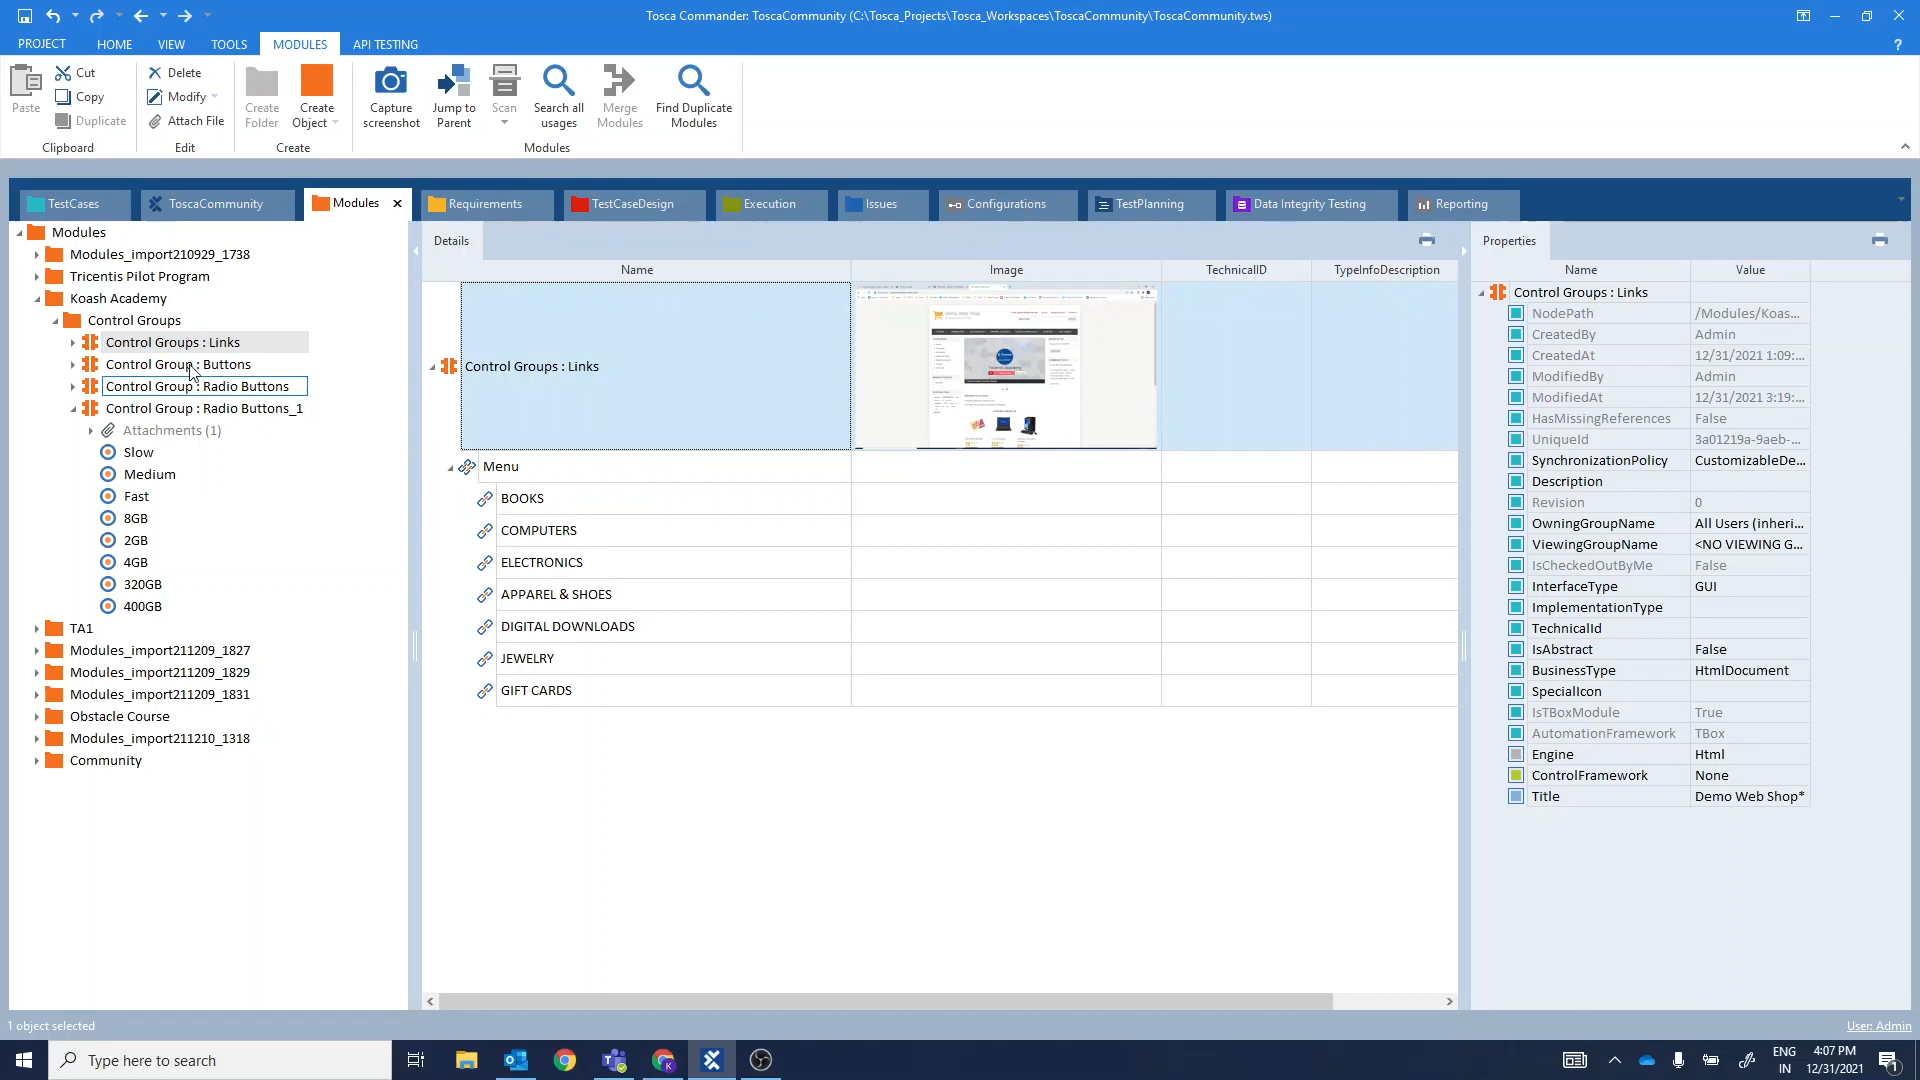 Tosca Commander: ToscaCommunity (C:\Tosca_Projects\Tosca_Workspaces\ToscaCommunity\ToscaCommunity.tws)
PROJECT HOME VIEW TOOLS MODULES API TESTING ?
Paste
Cut
Copy
Duplicate
Clipboard
Delete
Modify
Attach File
Edit
Create Folder
Create Object
Create
Capture screenshot
Jump to Parent
Scan
Search all usages
Merge Modules
Find Duplicate Modules
Modules
TestCases ToscaCommunity Modules Requirements TestCaseDesign Execution Issues Configurations TestPlanning Data Integrity Testing Reporting
Modules
Modules_import210929_1738
Tricentis Pilot Program
Koash Academy
Control Groups
Control Groups : Links
Control Group : Buttons
Control Group : Radio Buttons
Control Group : Radio Buttons_1
Attachments (1)
Slow
Medium
Fast
8GB
2GB
4GB
320GB
400GB
TA1
Modules_import211209_1827
Modules_import211209_1829
Modules_import211209_1831
Obstacle Course
Modules_import211210_1318
Community
Details
Name Image TechnicalID TypeInfoDescription
Control Groups : Links
Menu
BOOKS
COMPUTERS
ELECTRONICS
APPAREL & SHOES
DIGITAL DOWNLOADS
JEWELRY
GIFT CARDS
Properties
Name Value
Control Groups : Links
NodePath /Modules/Koas...
CreatedBy Admin
CreatedAt 12/31/2021 1:09:...
ModifiedBy Admin
ModifiedAt 12/31/2021 3:19:...
HasMissingReferences False
UniqueId 3a01219a-9aeb-...
SynchronizationPolicy CustomizableDe...
Description
Revision 0
OwningGroupName All Users (inheri...
ViewingGroupName <NO VIEWING G...
IsCheckedOutByMe False
InterfaceType GUI
ImplementationType
TechnicalId
IsAbstract False
BusinessType HtmlDocument
SpecialIcon
IsTBoxModule True
AutomationFramework TBox
Engine Html
ControlFramework None
Title Demo Web Shop*
1 object selected
User: Admin
Type here to search
ENG
IN
4:07 PM
12/31/2021
1